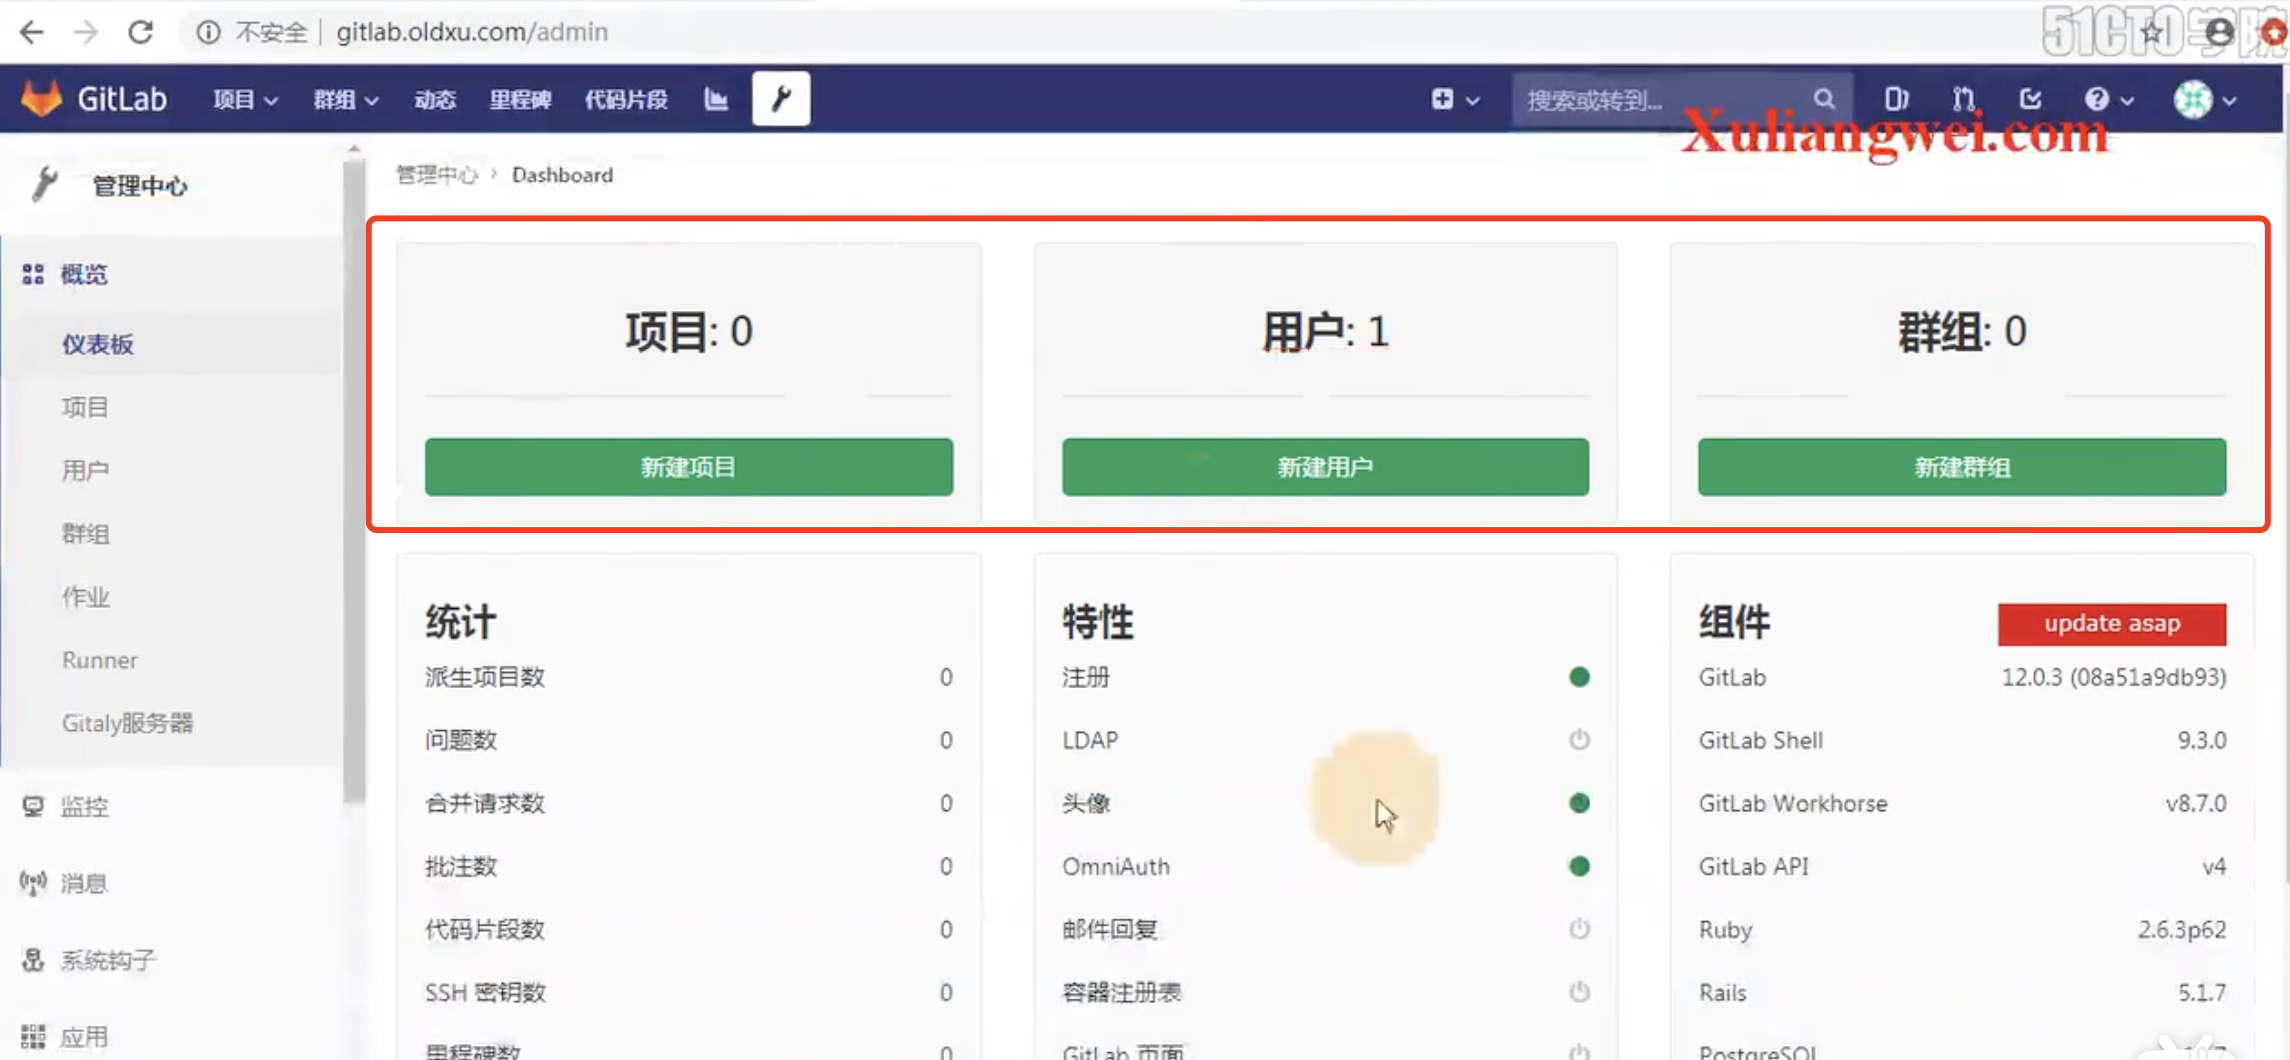 不安全 gitlab.oldxu.com/admin
51CTO学院
GitLab 项目 群组 动态 里程碑 代码片段 搜索或转到...
Xuliangwei.com
管理中心
管理中心 › Dashboard
概览
仪表板
项目
用户
群组
作业
Runner
Gitaly服务器
监控
消息
系统钩子
应用
项目: 0
新建项目
用户: 1
新建用户
群组: 0
新建群组
统计
派生项目数 0
问题数 0
合并请求数 0
批注数 0
代码片段数 0
SSH 密钥数 0
里程碑数 0
特性
注册
LDAP
头像
OmniAuth
邮件回复
容器注册表
GitLab 页面
组件 update asap
GitLab 12.0.3 (08a51a9db93)
GitLab Shell 9.3.0
GitLab Workhorse v8.7.0
GitLab API v4
Ruby 2.6.3p62
Rails 5.1.7
PostgreSQL